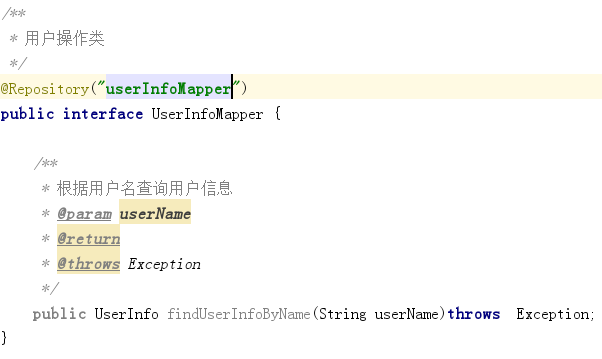 /**
 * 用户操作类
 */
@Repository("userInfoMapper")
public interface UserInfoMapper {
    /**
     * 根据用户名查询用户信息
     * @param userName
     * @return
     * @throws Exception
     */
    public UserInfo findUserInfoByName(String userName)throws  Exception;
}